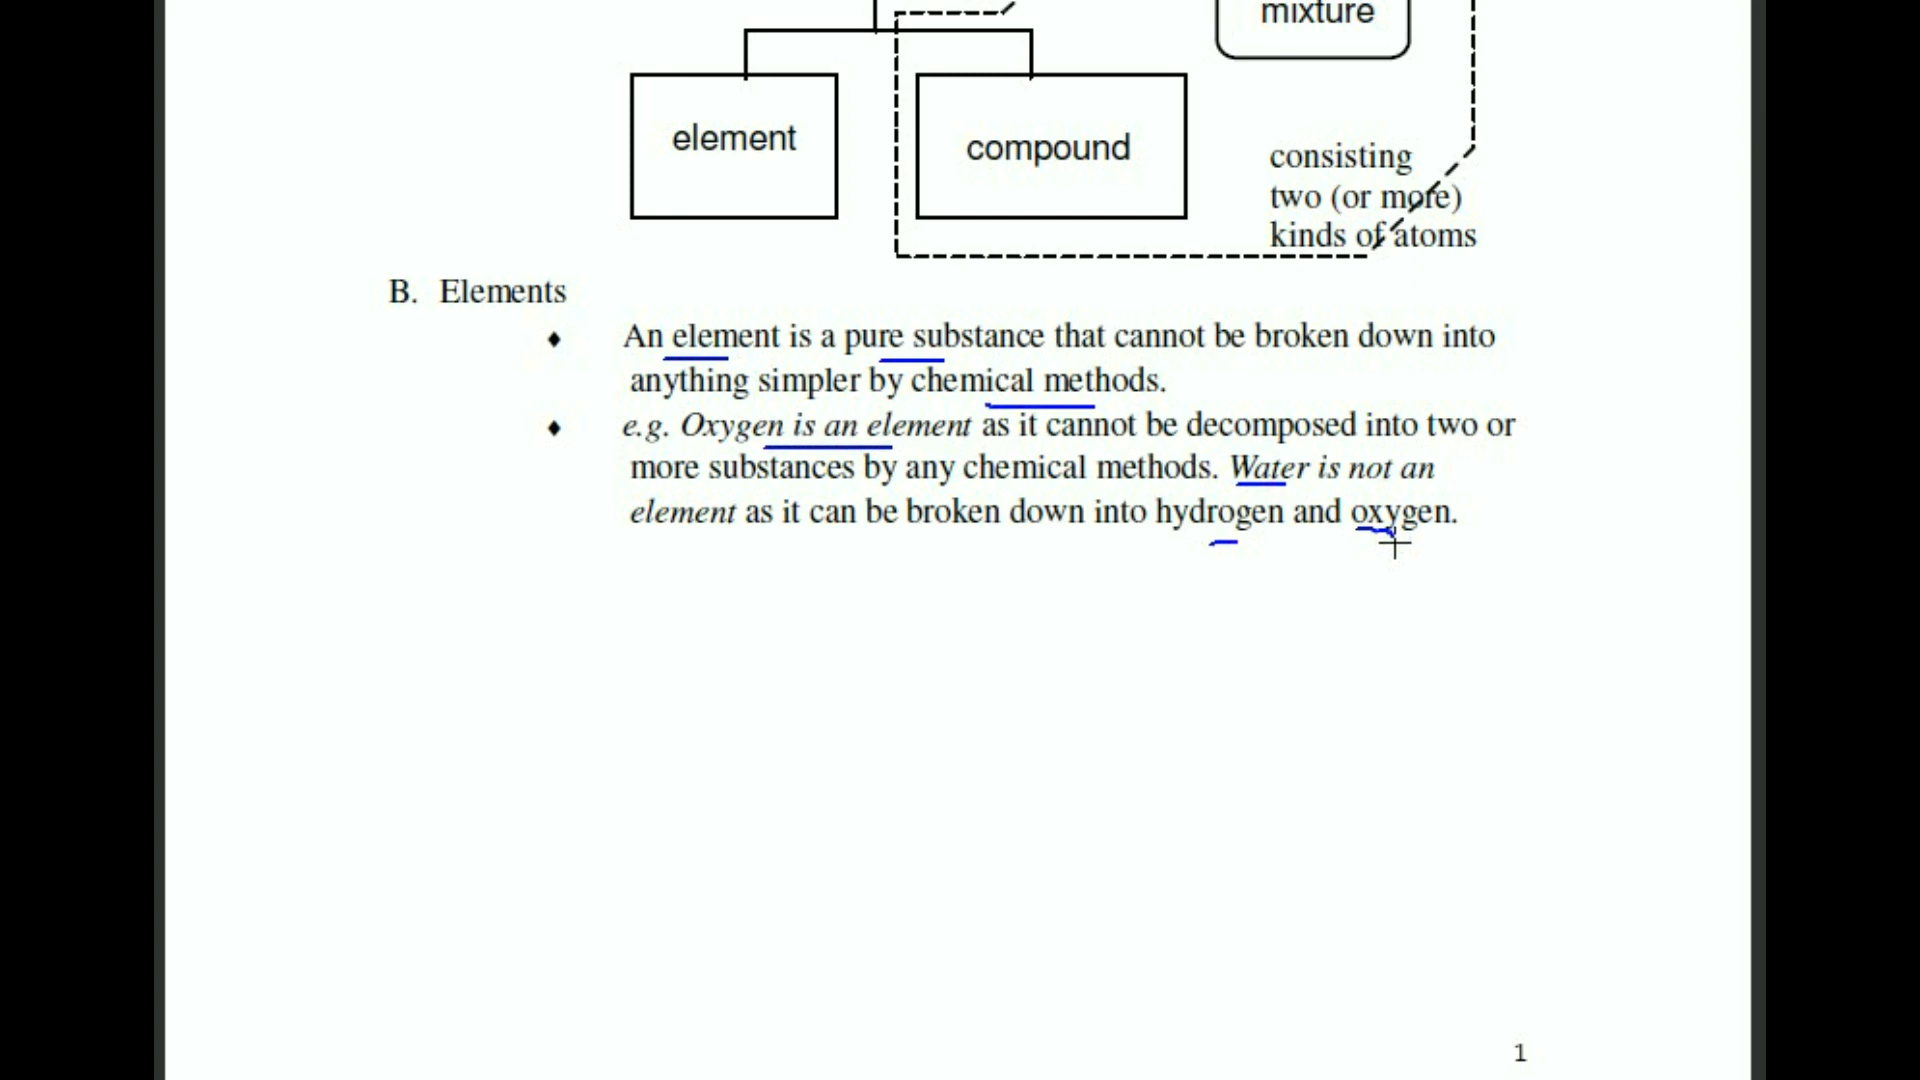 mixture
element
compound
consisting
two (or more)
kinds of atoms
B. Elements
♦ An element is a pure substance that cannot be broken down into
anything simpler by chemical methods.
♦ e.g. Oxygen is an element as it cannot be decomposed into two or
more substances by any chemical methods. Water is not an
element as it can be broken down into hydrogen and oxygen.
1